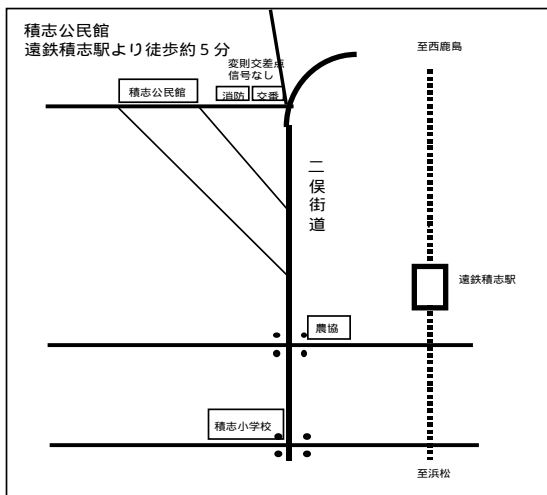 積志公民館
遠鉄積志駅より徒歩約５分
至西鹿島
変則交差点
信号なし
積志公民館
消防
交番
二俣街道
遠鉄積志駅
農協
積志小学校
至浜松